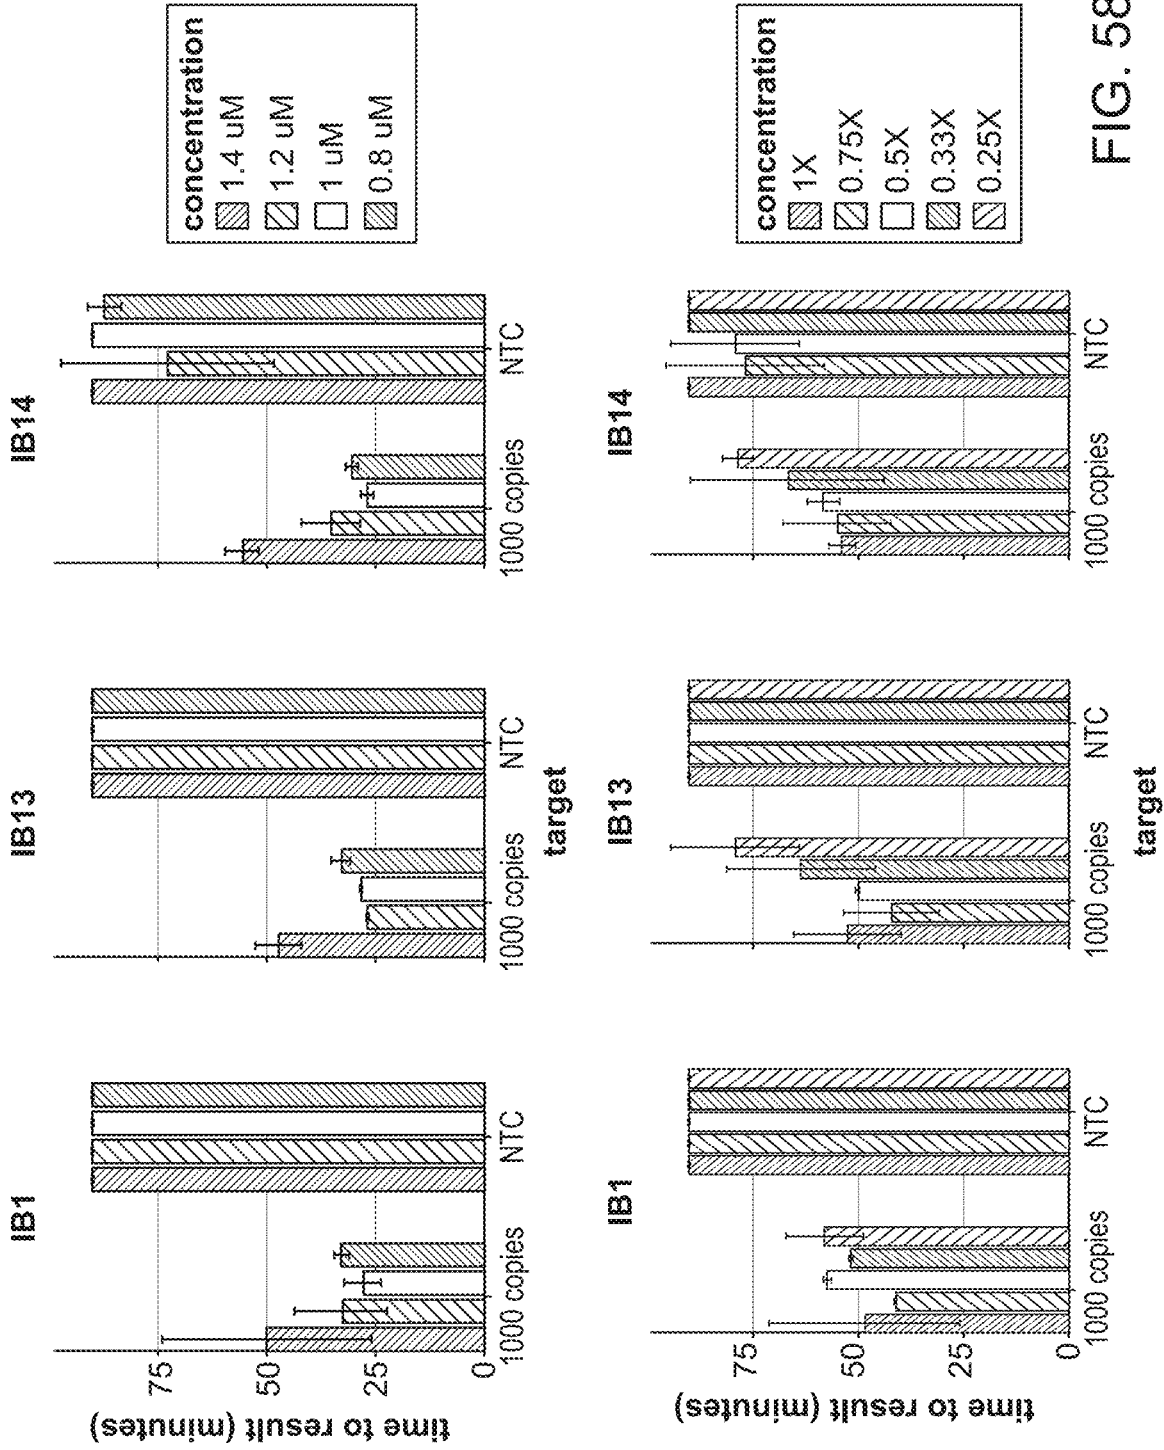 IB1
IB13
IB14
time to result (minutes)
75
50
25
0
1000 copies
NTC
1000 copies
NTC
1000 copies
NTC
target
concentration
1.4 uM
1.2 uM
1 uM
0.8 uM
IB1
IB13
IB14
time to result (minutes)
75
50
25
0
1000 copies
NTC
1000 copies
NTC
1000 copies
NTC
target
concentration
1X
0.75X
0.5X
0.33X
0.25X
FIG. 58